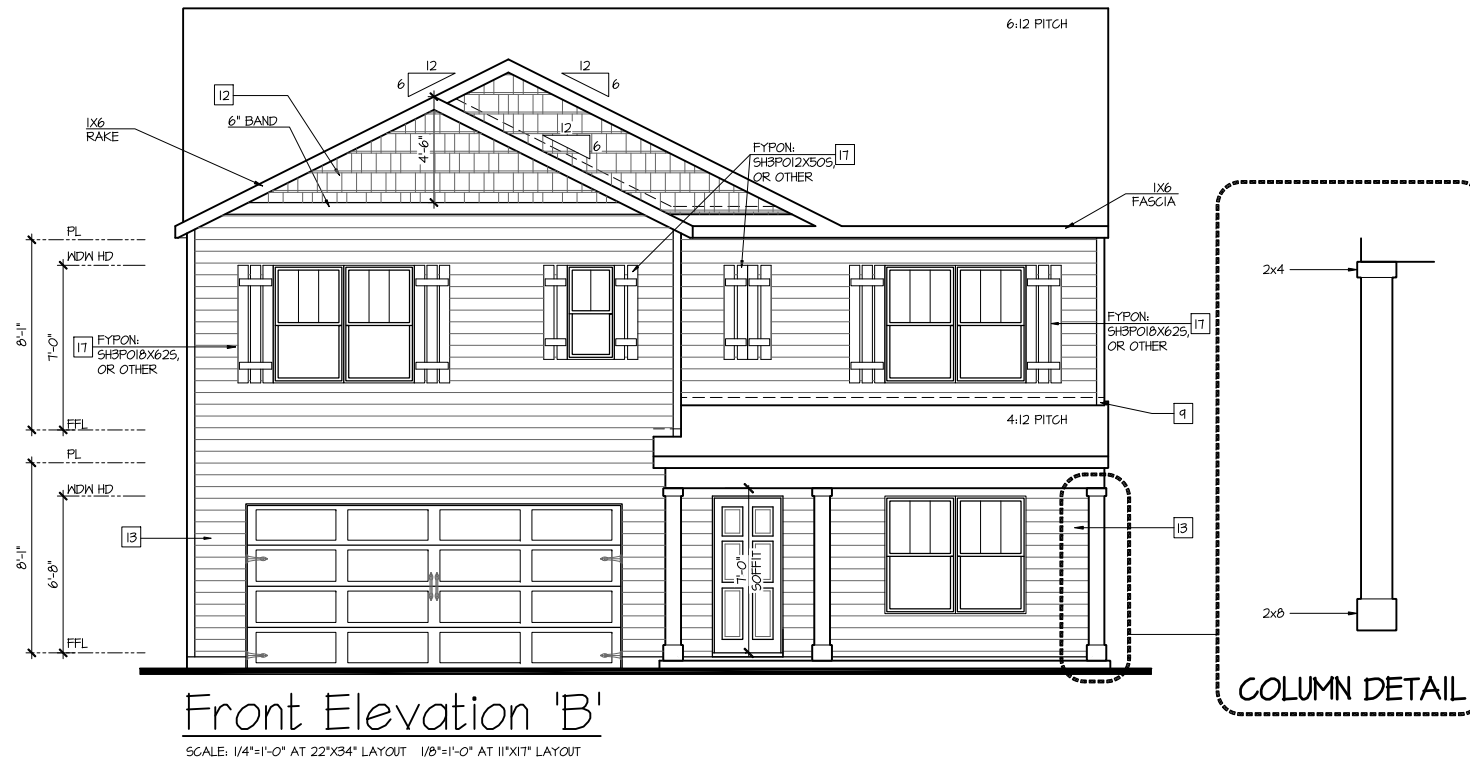 6:12 PITCH
12
6
12
6
12
6" BAND
1X6
RAKE
4'-6"
12
6
FYPON:
SH3PO12X50S,
OR OTHER
17
1X6
FASCIA
PL
WDW HD
8'-1"
7'-0"
17
FYPON:
SH3PO18X62S,
OR OTHER
FYPON:
SH3PO18X62S,
OR OTHER
17
FFL
PL
4:12 PITCH
9
WDW HD
13
8'-1"
6'-8"
7'-0"
SOFFIT
13
FFL
2x4
2x8
COLUMN DETAIL
Front Elevation 'B'
SCALE: 1/4"=1'-0" AT 22"X34" LAYOUT 1/8"=1'-0" AT 11"X17" LAYOUT